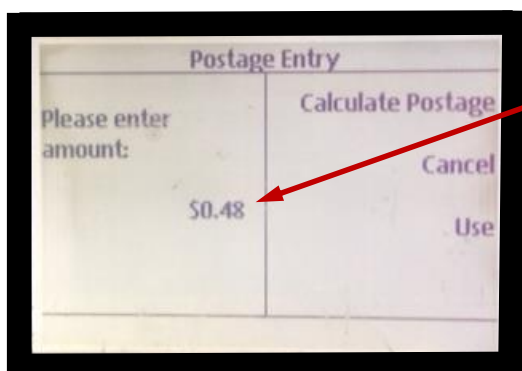 Postage Entry
Please enter
amount:
$0.48
Calculate Postage
Cancel
Use